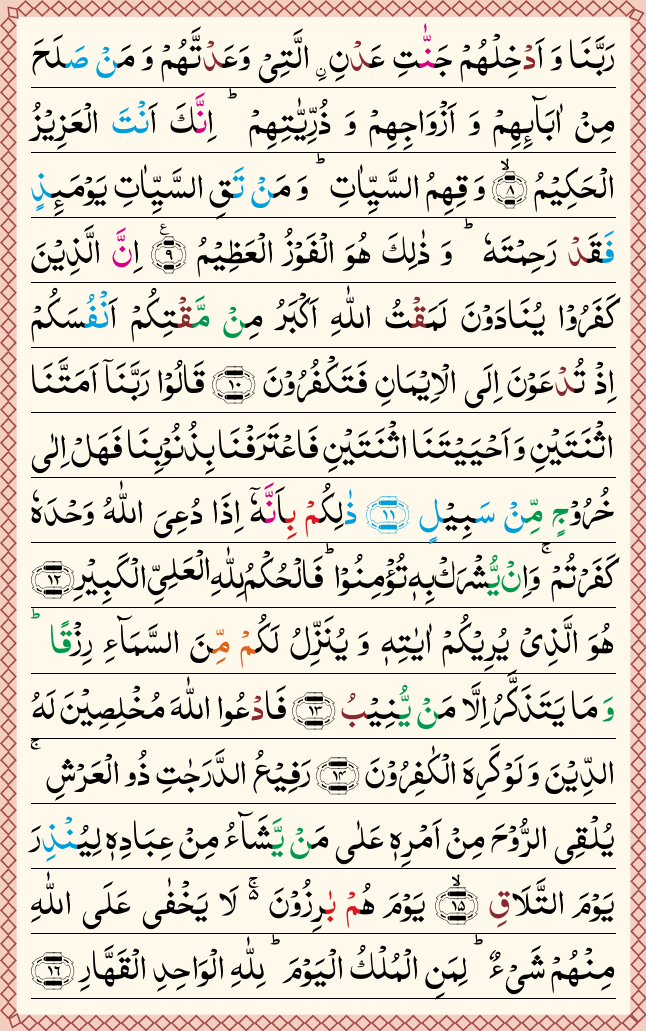 رَبَّنَا وَ اَدْخِلْهُمْ جَنّٰتِ عَدْنِ ۣ الَّتِىْ وَعَدْتَّهُمْ وَ مَنْ صَلَحَ
مِنْ اٰبَآئِهِمْ وَ اَزْوَاجِهِمْ وَ ذُرِّيّٰتِهِمْ ؕ اِنَّكَ اَنْتَ الْعَزِيْزُ
الْحَكِيْمُ ۙ‏﴿۸﴾ وَ قِهِمُ السَّيِّاٰتِ ؕ وَ مَنْ تَقِ السَّيِّاٰتِ يَوْمَئِذٍ
فَقَدْ رَحِمْتَهٗ ؕ وَ ذٰلِكَ هُوَ الْفَوْزُ الْعَظِيْمُ ﴿۹﴾ ع اِنَّ الَّذِيْنَ
كَفَرُوْا يُنَادَوْنَ لَمَقْتُ اللّٰهِ اَكْبَرُ مِنْ مَّقْتِكُمْ اَنْفُسَكُمْ
اِذْ تُدْعَوْنَ اِلَى الْاِيْمَانِ فَتَكْفُرُوْنَ ﴿۱۰﴾ قَالُوْا رَبَّنَاۤ اَمَتَّنَا
اثْنَتَيْنِ وَ اَحْيَيْتَنَا اثْنَتَيْنِ فَاعْتَرَفْنَا بِذُنُوْبِنَا فَهَلْ اِلٰى
خُرُوْجٍ مِّنْ سَبِيْلٍ ﴿۱۱﴾ ذٰلِكُمْ بِاَنَّهٗۤ اِذَا دُعِىَ اللّٰهُ وَحْدَهٗ
كَفَرْتُمْ ۚ وَ اِنْ يُّشْرَكْ بِهٖ تُؤْمِنُوْا ؕ فَالْحُكْمُ لِلّٰهِ الْعَلِىِّ الْكَبِيْرِ ﴿۱۲﴾
هُوَ الَّذِىْ يُرِيْكُمْ اٰيٰتِهٖ وَ يُنَزِّلُ لَكُمْ مِّنَ السَّمَآءِ رِزْقًا ؕ
وَ مَا يَتَذَكَّرُ اِلَّا مَنْ يُّنِيْبُ ﴿۱۳﴾ فَادْعُوا اللّٰهَ مُخْلِصِيْنَ لَهُ
الدِّيْنَ وَ لَوْ كَرِهَ الْكٰفِرُوْنَ ﴿۱۴﴾ رَفِيْعُ الدَّرَجٰتِ ذُو الْعَرْشِ ۚ
يُلْقِى الرُّوْحَ مِنْ اَمْرِهٖ عَلٰى مَنْ يَّشَآءُ مِنْ عِبَادِهٖ لِيُنْذِرَ
يَوْمَ التَّلَاقِ ۙ‏﴿۱۵﴾ يَوْمَ هُمْ بٰرِزُوْنَ ۚ۬ لَا يَخْفٰى عَلَى اللّٰهِ
مِنْهُمْ شَىْءٌ ؕ لِمَنِ الْمُلْكُ الْيَوْمَ ؕ لِلّٰهِ الْوَاحِدِ الْقَهَّارِ ﴿۱۶﴾